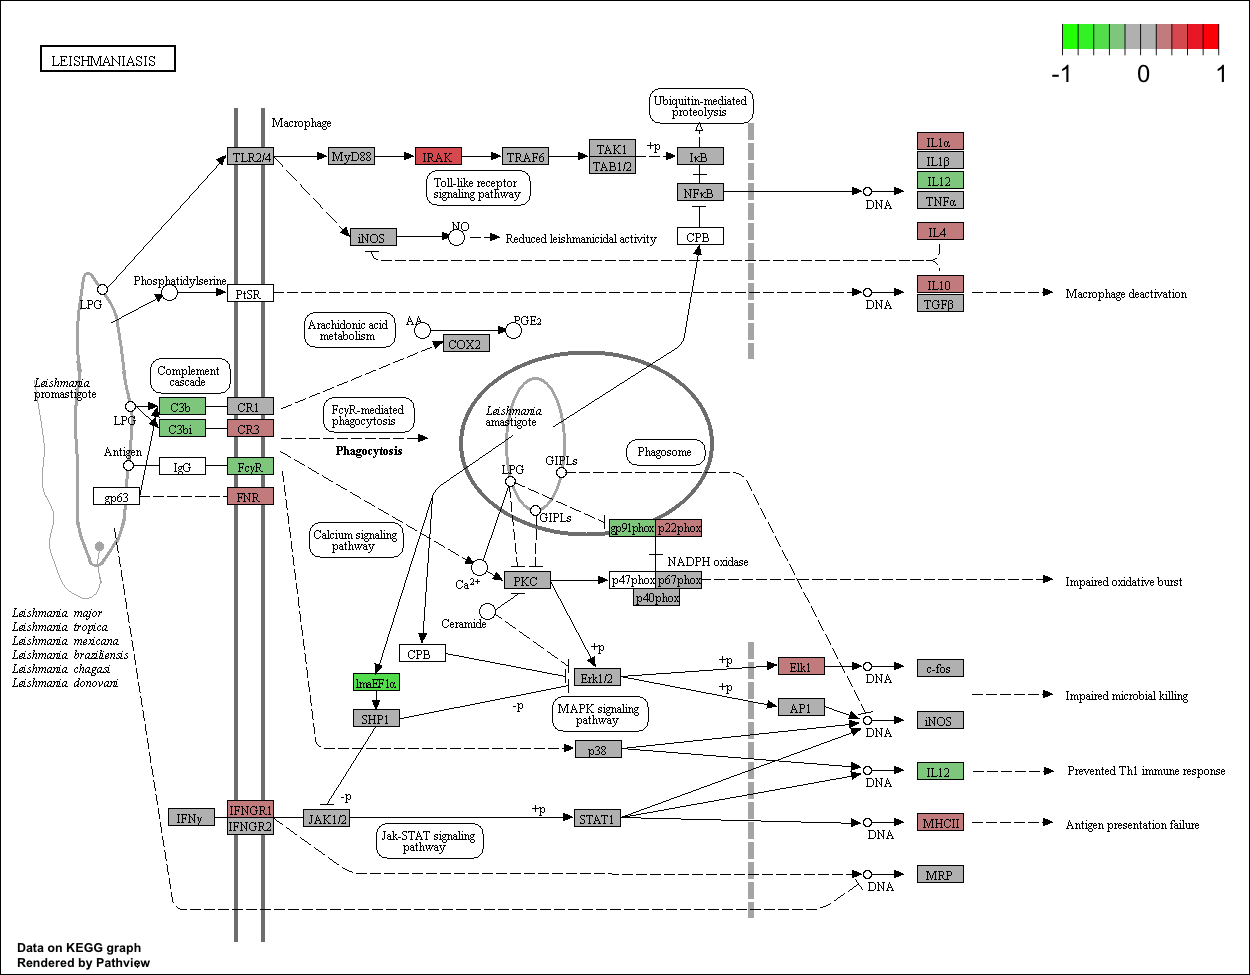 LEISHMANIASIS
-1
0
1
Macrophage
Ubiquitin-mediated
proteolysis
TLR2/4
MyD88
IRAK
TRAF6
TAK1
TAB1/2
+p
IκB
IL1α
IL1β
IL12
TNFα
Toll-like receptor
signaling pathway
NFκB
DNA
iNOS
NO
Reduced leishmanicidal activity
CPB
IL4
Phosphatidylserine
LPG
PtSR
DNA
IL10
TGFβ
Macrophage deactivation
Arachidonic acid
metabolism
AA
PGE2
COX2
Leishmania
promastigote
Complement
cascade
C3b
CR1
LPG
C3bi
CR3
FcγR-mediated
phagocytosis
Phagocytosis
Leishmania
amastigote
Phagosome
Antigen
IgG
FcγR
LPG
GIPLs
gp63
FNR
GIPLs
gp91phox
p22phox
Calcium signaling
pathway
NADPH oxidase
Ca2+
PKC
p47phox
p67phox
p40phox
Impaired oxidative burst
Ceramide
Leishmania major
Leishmania tropica
Leishmania mexicana
Leishmania braziliensis
Leishmania chagasi
Leishmania donovani
CPB
+p
+p
Elk1
DNA
c-fos
lmaEF1α
Erk1/2
+p
Impaired microbial killing
SHP1
-p
MAPK signaling
pathway
AP1
DNA
iNOS
p38
DNA
IL12
Prevented Th1 immune response
IFNγ
IFNGR1
IFNGR2
-p
JAK1/2
+p
STAT1
DNA
MHCII
Antigen presentation failure
Jak-STAT signaling
pathway
DNA
MRP
Data on KEGG graph
Rendered by Pathview